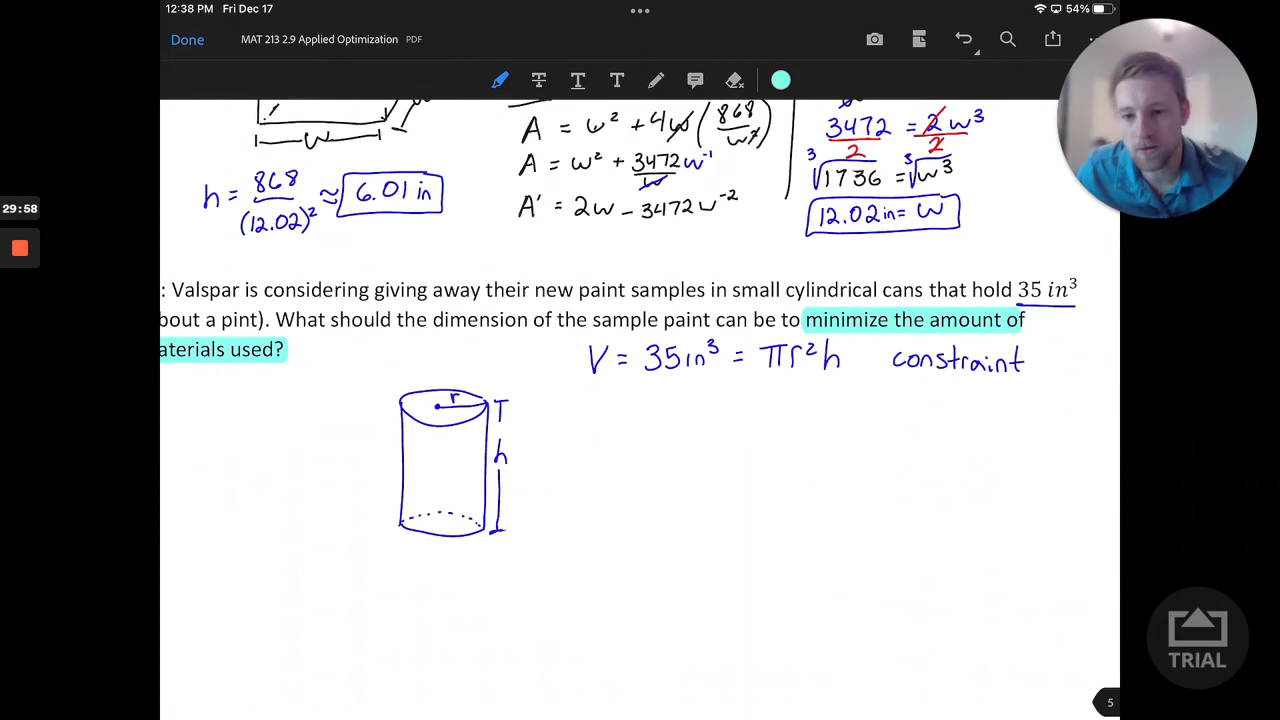 12:38 PM Fri Dec 17
54%
Done
MAT 213 2.9 Applied Optimization PDF
T
T
29:58
w
h = 868/(12.02)² ≈ 6.01 in
A = w² + 4w(868/w²)
A = w² + 3472/w w⁻¹
A' = 2w − 3472w⁻²
3472/2 = 2w³/2
³√1736 = ³√w³
12.02in = w
: Valspar is considering giving away their new paint samples in small cylindrical cans that hold 35 in³
bout a pint). What should the dimension of the sample paint can be to minimize the amount of
aterials used?
V = 35in³ = πr²h constraint
r
h
TRIAL
5